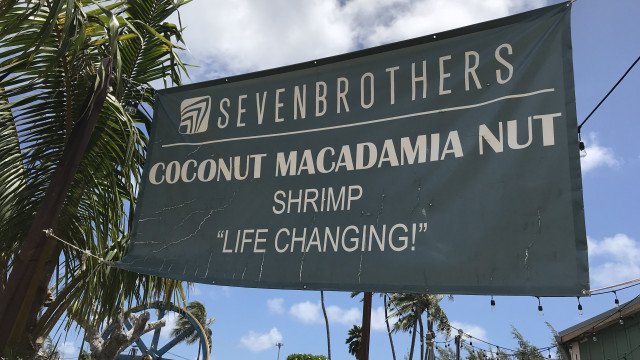 SEVENBROTHERS
COCONUT MACADAMIA NUT
SHRIMP
“LIFE CHANGING!”